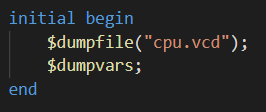 initial begin
    $dumpfile("cpu.vcd");
    $dumpvars;
end